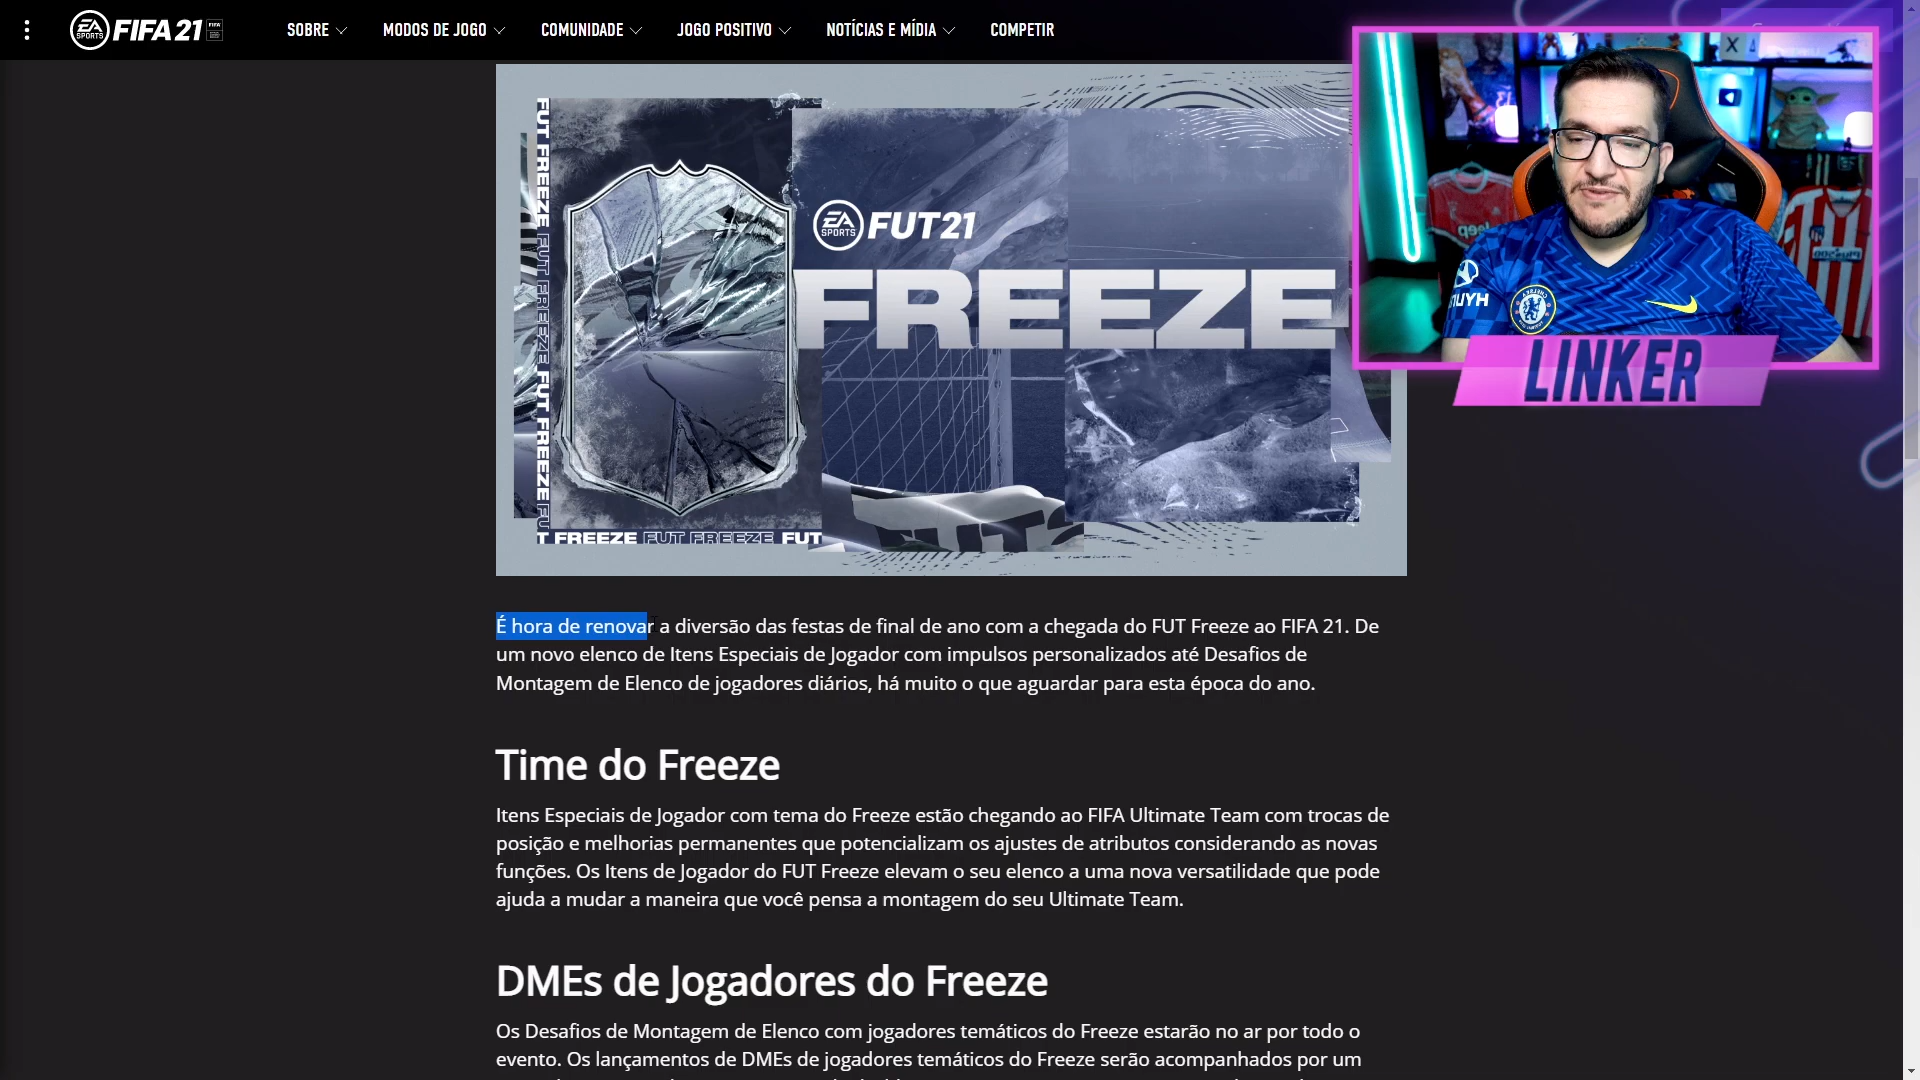 EA SPORTS FIFA 21
SOBRE
MODOS DE JOGO
COMUNIDADE
JOGO POSITIVO
NOTÍCIAS E MÍDIA
COMPETIR
FUT FREEZE FUT FREEZE FUT FREEZE FU
EA SPORTS FUT21
FREEZE
T FREEZE FUT FREEZE FUT
LINKER
É hora de renovar a diversão das festas de final de ano com a chegada do FUT Freeze ao FIFA 21. De
um novo elenco de Itens Especiais de Jogador com impulsos personalizados até Desafios de
Montagem de Elenco de jogadores diários, há muito o que aguardar para esta época do ano.
Time do Freeze
Itens Especiais de Jogador com tema do Freeze estão chegando ao FIFA Ultimate Team com trocas de
posição e melhorias permanentes que potencializam os ajustes de atributos considerando as novas
funções. Os Itens de Jogador do FUT Freeze elevam o seu elenco a uma nova versatilidade que pode
ajuda a mudar a maneira que você pensa a montagem do seu Ultimate Team.
DMEs de Jogadores do Freeze
Os Desafios de Montagem de Elenco com jogadores temáticos do Freeze estarão no ar por todo o
evento. Os lançamentos de DMEs de jogadores temáticos do Freeze serão acompanhados por um